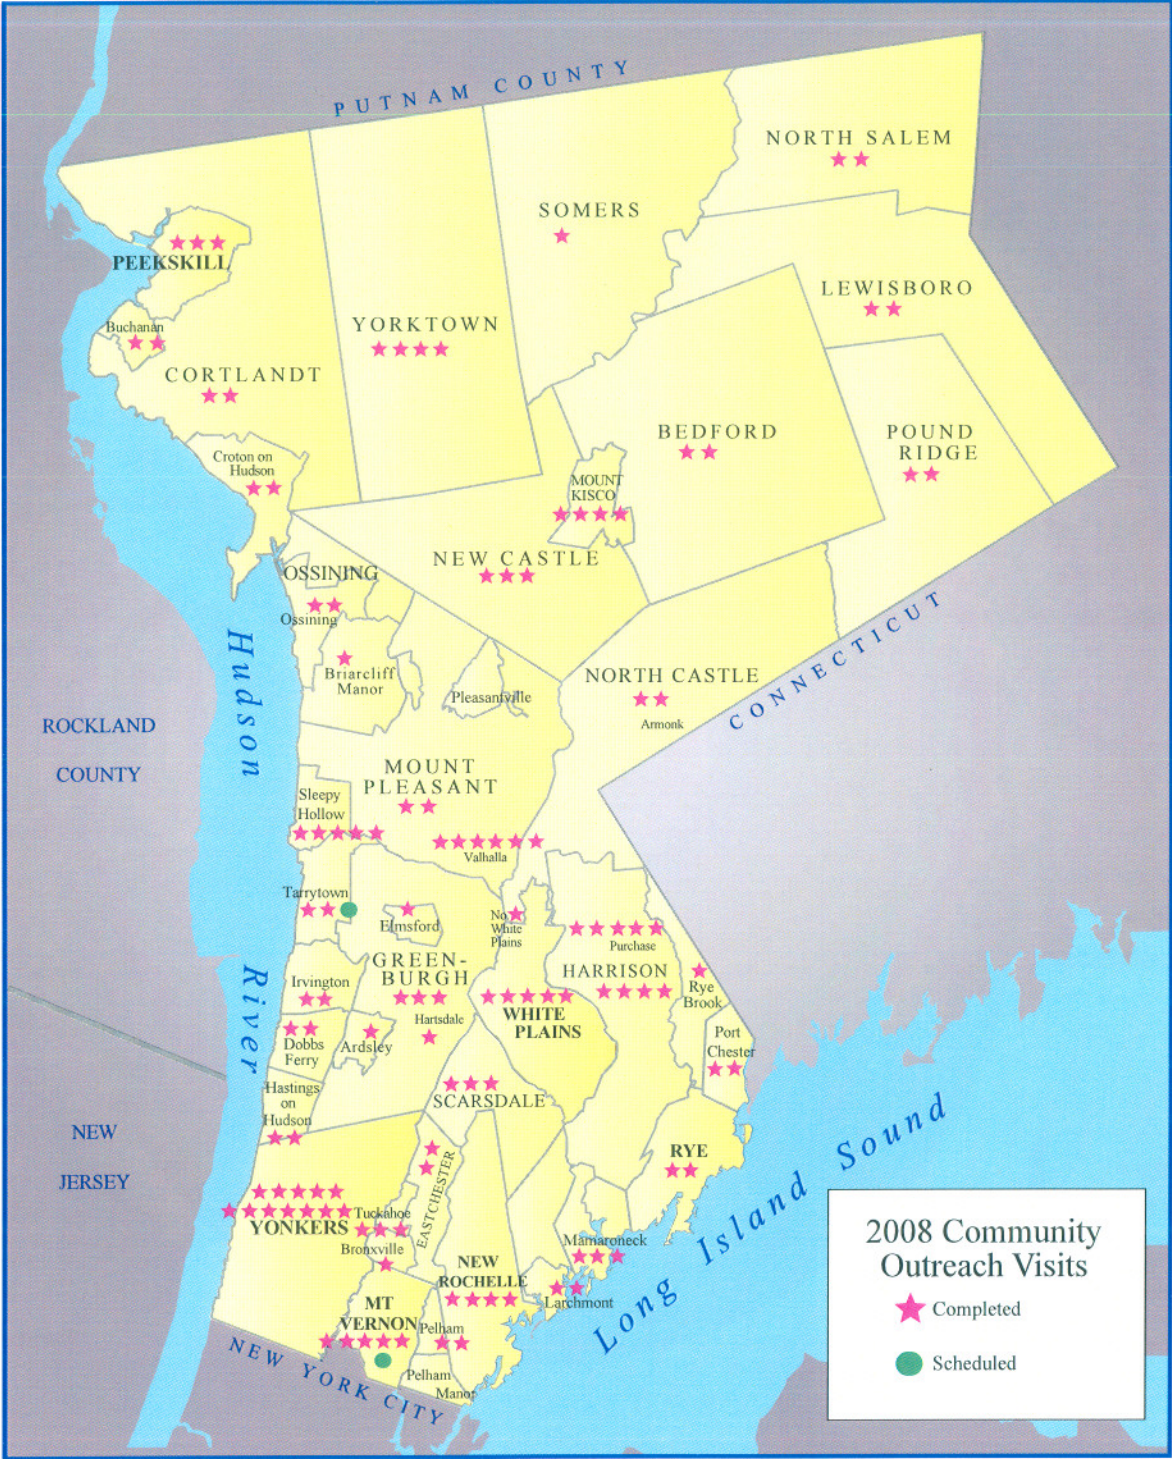 PUTNAM COUNTY
NORTH SALEM
SOMERS
PEEKSKILL
LEWISBORO
Buchanan
YORKTOWN
CORTLANDT
BEDFORD
POUND
RIDGE
Croton on
Hudson
MOUNT
KISCO
NEW CASTLE
OSSINING
Ossining
CONNECTICUT
Briarcliff
Manor
Pleasantville
NORTH CASTLE
Armonk
Hudson
River
ROCKLAND
COUNTY
MOUNT
PLEASANT
Sleepy
Hollow
Valhalla
Tarrytown
Elmsford
No
White
Plains
Purchase
GREEN-
BURGH
HARRISON
Rye
Brook
Irvington
Hartsdale
WHITE
PLAINS
Dobbs
Ferry
Ardsley
Port
Chester
Hastings
on
Hudson
SCARSDALE
NEW
JERSEY
RYE
EASTCHESTER
YONKERS
Tuckahoe
Bronxville
Mamaroneck
NEW
ROCHELLE
Larchmont
MT
VERNON
Pelham
Pelham
Manor
NEW YORK CITY
Long Island Sound
2008 Community
Outreach Visits
Completed
Scheduled